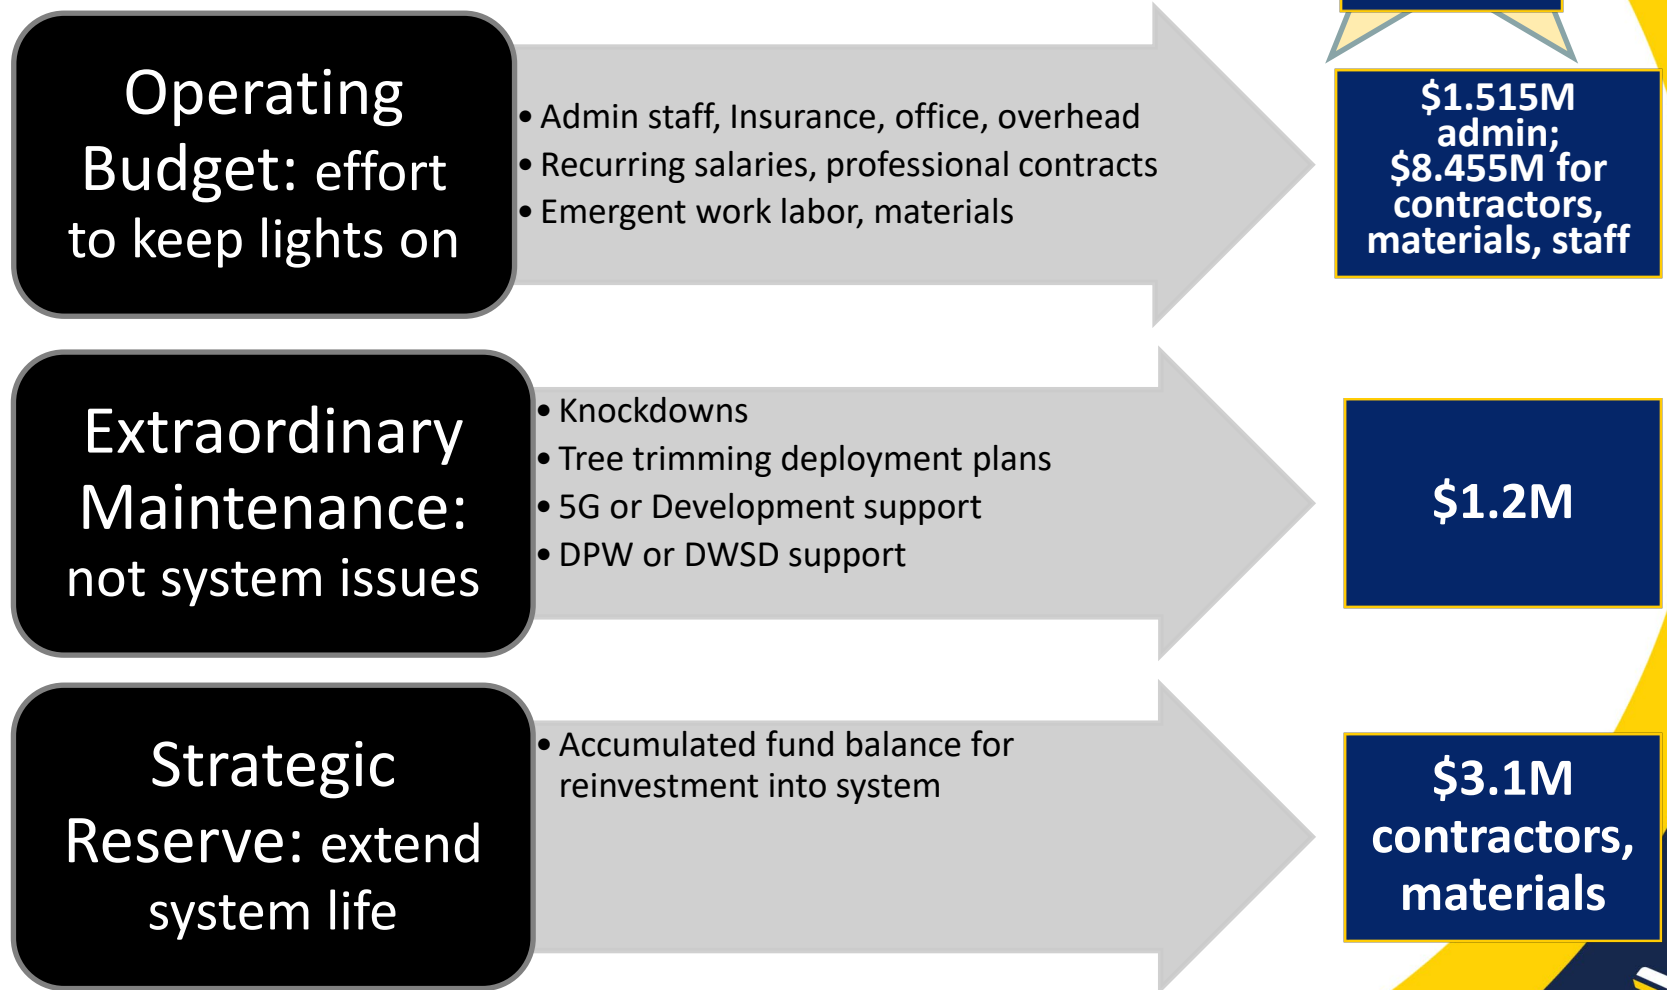 Operating
Budget: effort
to keep lights on
• Admin staff, Insurance, office, overhead
• Recurring salaries, professional contracts
• Emergent work labor, materials
$1.515M
admin;
$8.455M for
contractors,
materials, staff
Extraordinary
Maintenance:
not system issues
• Knockdowns
• Tree trimming deployment plans
• 5G or Development support
• DPW or DWSD support
$1.2M
Strategic
Reserve: extend
system life
• Accumulated fund balance for
reinvestment into system
$3.1M
contractors,
materials